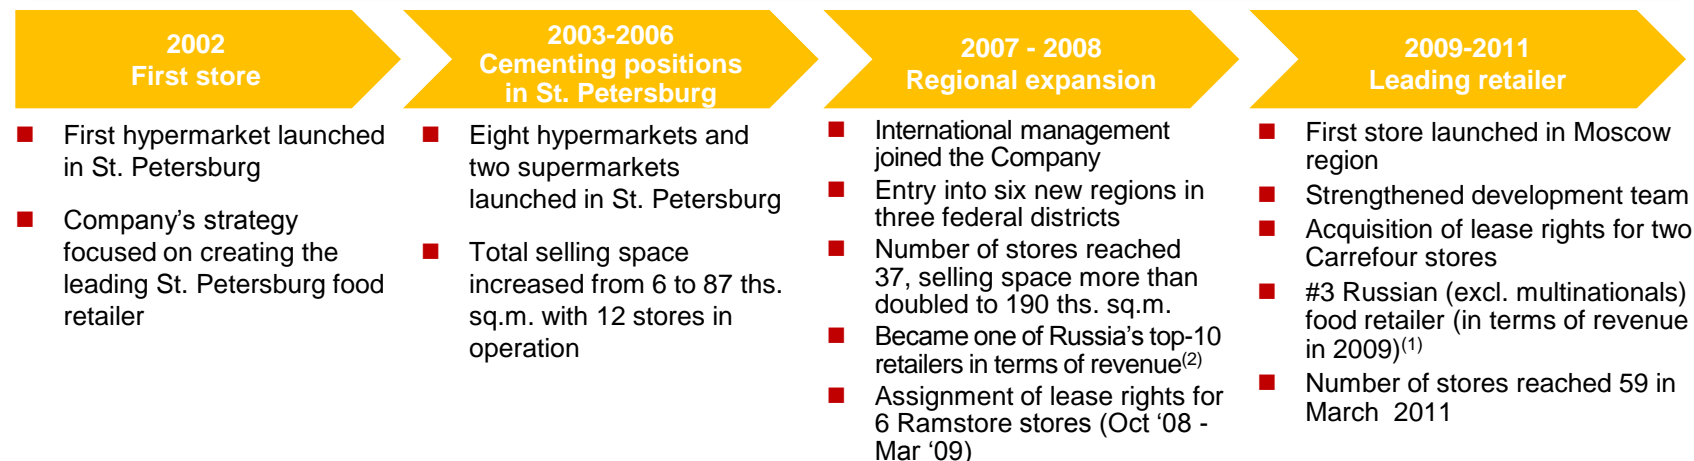 2002
First store
First hypermarket launched
in St. Petersburg
Company’s strategy
focused on creating the
leading St. Petersburg food
retailer
2003-2006
Cementing positions
in St. Petersburg
Eight hypermarkets and
two supermarkets
launched in St. Petersburg
Total selling space
increased from 6 to 87 ths.
sq.m. with 12 stores in
operation
2007 - 2008
Regional expansion
International management
joined the Company
Entry into six new regions in
three federal districts
Number of stores reached
37, selling space more than
doubled to 190 ths. sq.m.
Became one of Russia’s top-10
retailers in terms of revenue(2)
Assignment of lease rights for
6 Ramstore stores (Oct ‘08 -
Mar ‘09)
2009-2011
Leading retailer
First store launched in Moscow
region
Strengthened development team
Acquisition of lease rights for two
Carrefour stores
#3 Russian (excl. multinationals)
food retailer (in terms of revenue
in 2009)(1)
Number of stores reached 59 in
March 2011